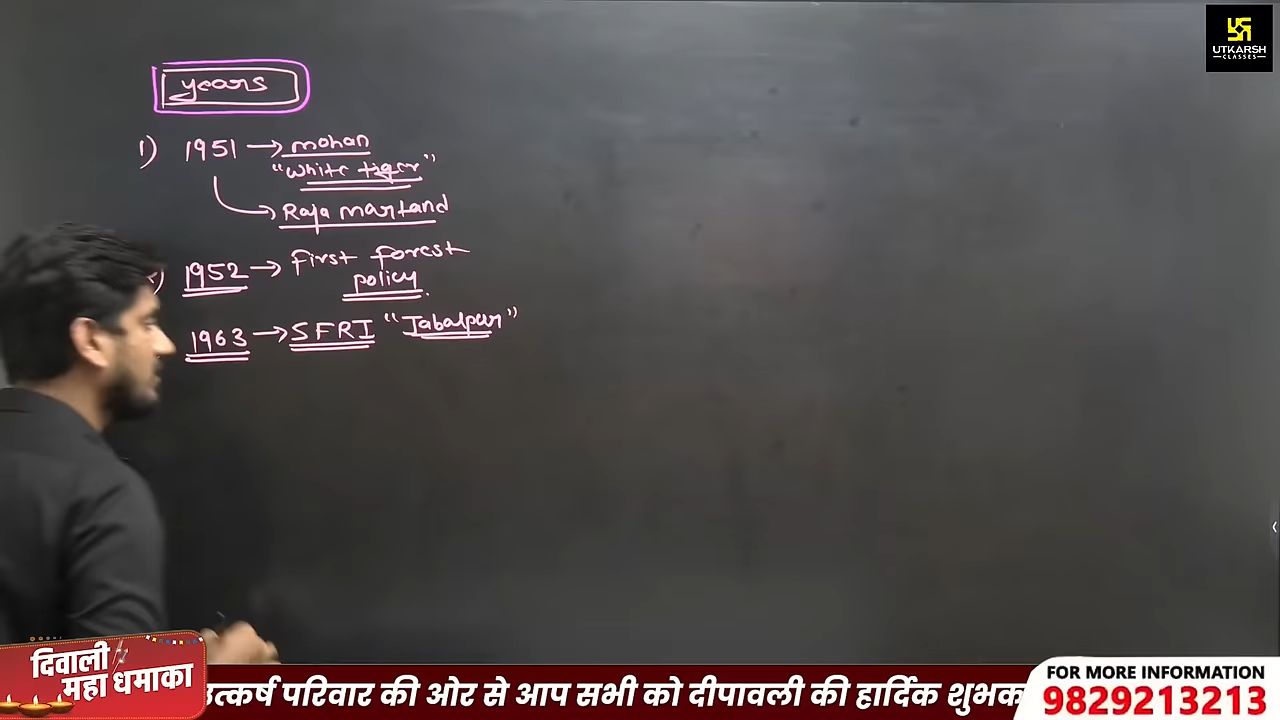 UTKARSH
CLASSES
years
1) 1951 → mohan
"White tiger"
→ Raja martand
1952 → first forest
policy.
1963 → SFRI "Jabalpur"
दिवाली
महा धमाका
उत्कर्ष परिवार की ओर से आप सभी को दीपावली की हार्दिक शुभक
FOR MORE INFORMATION
9829213213